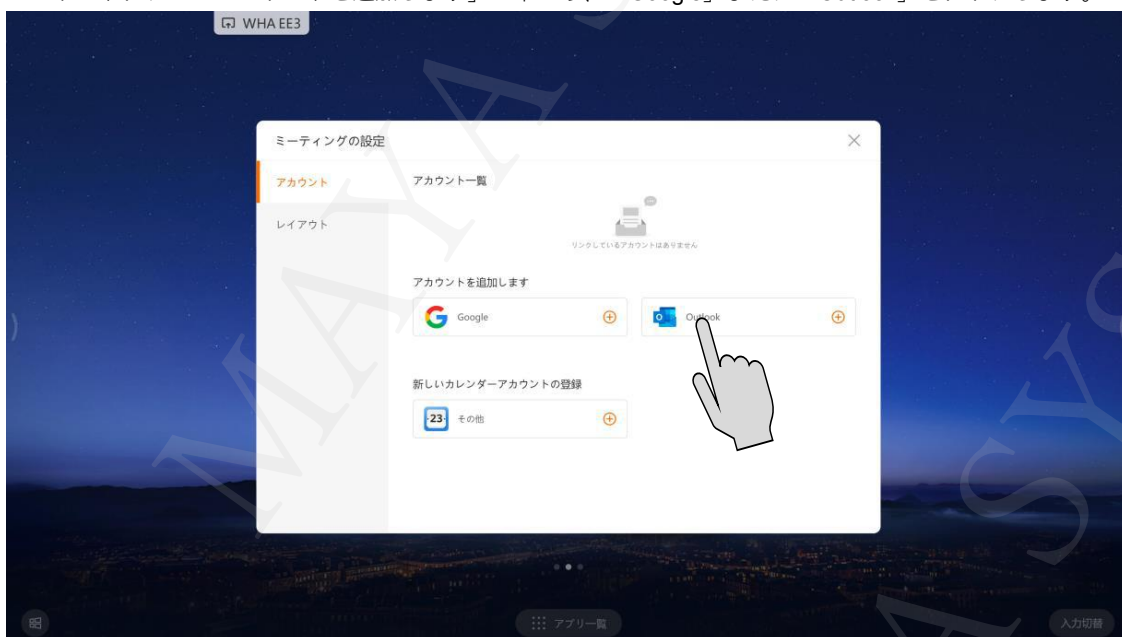 WHA EE3
ミーティングの設定
アカウント
アカウント一覧
レイアウト
リンクしているアカウントはありません
アカウントを追加します
Google
Outlook
新しいカレンダーアカウントの登録
23
その他
アプリ一覧
入力切替
MAYA
SYS